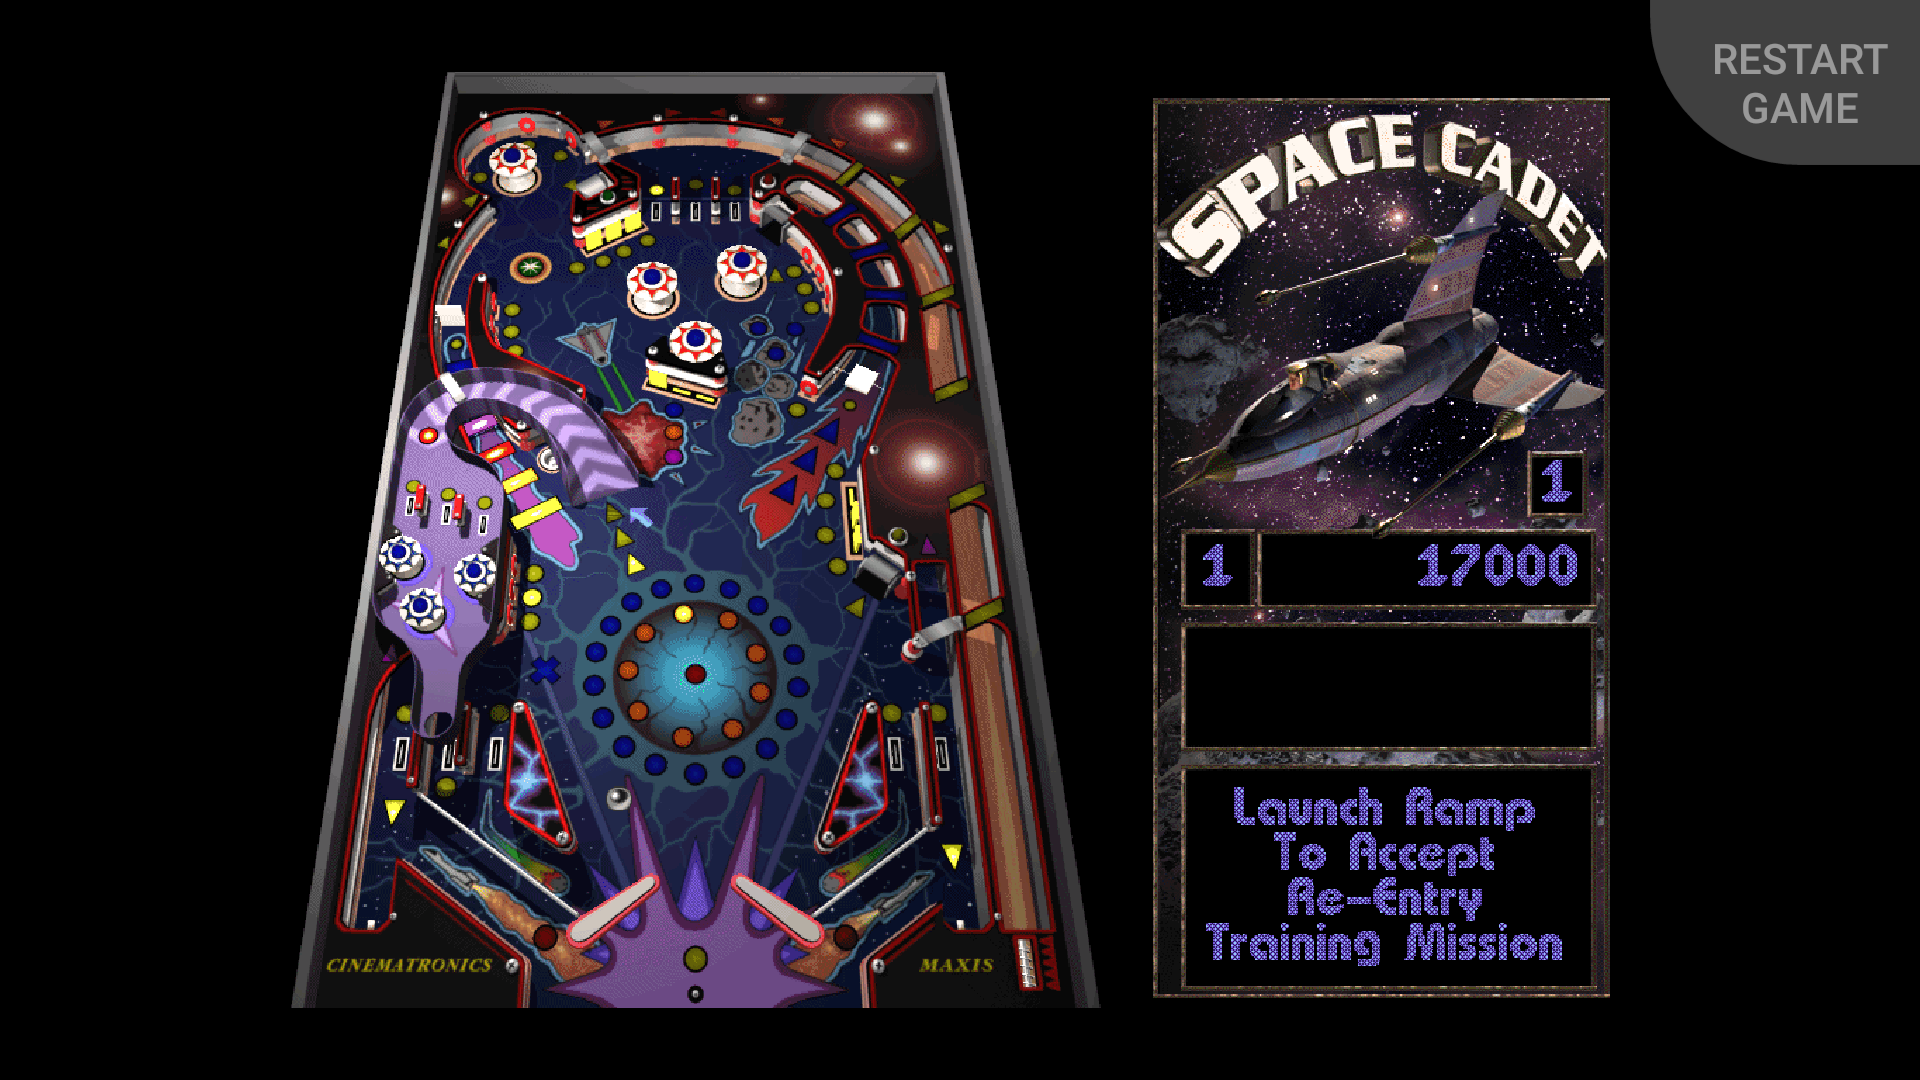 RESTART
GAME
SPACE CADET
1
1 17000
Launch Ramp
To Accept
Re-Entry
Training Mission
CINEMATRONICS
MAXIS